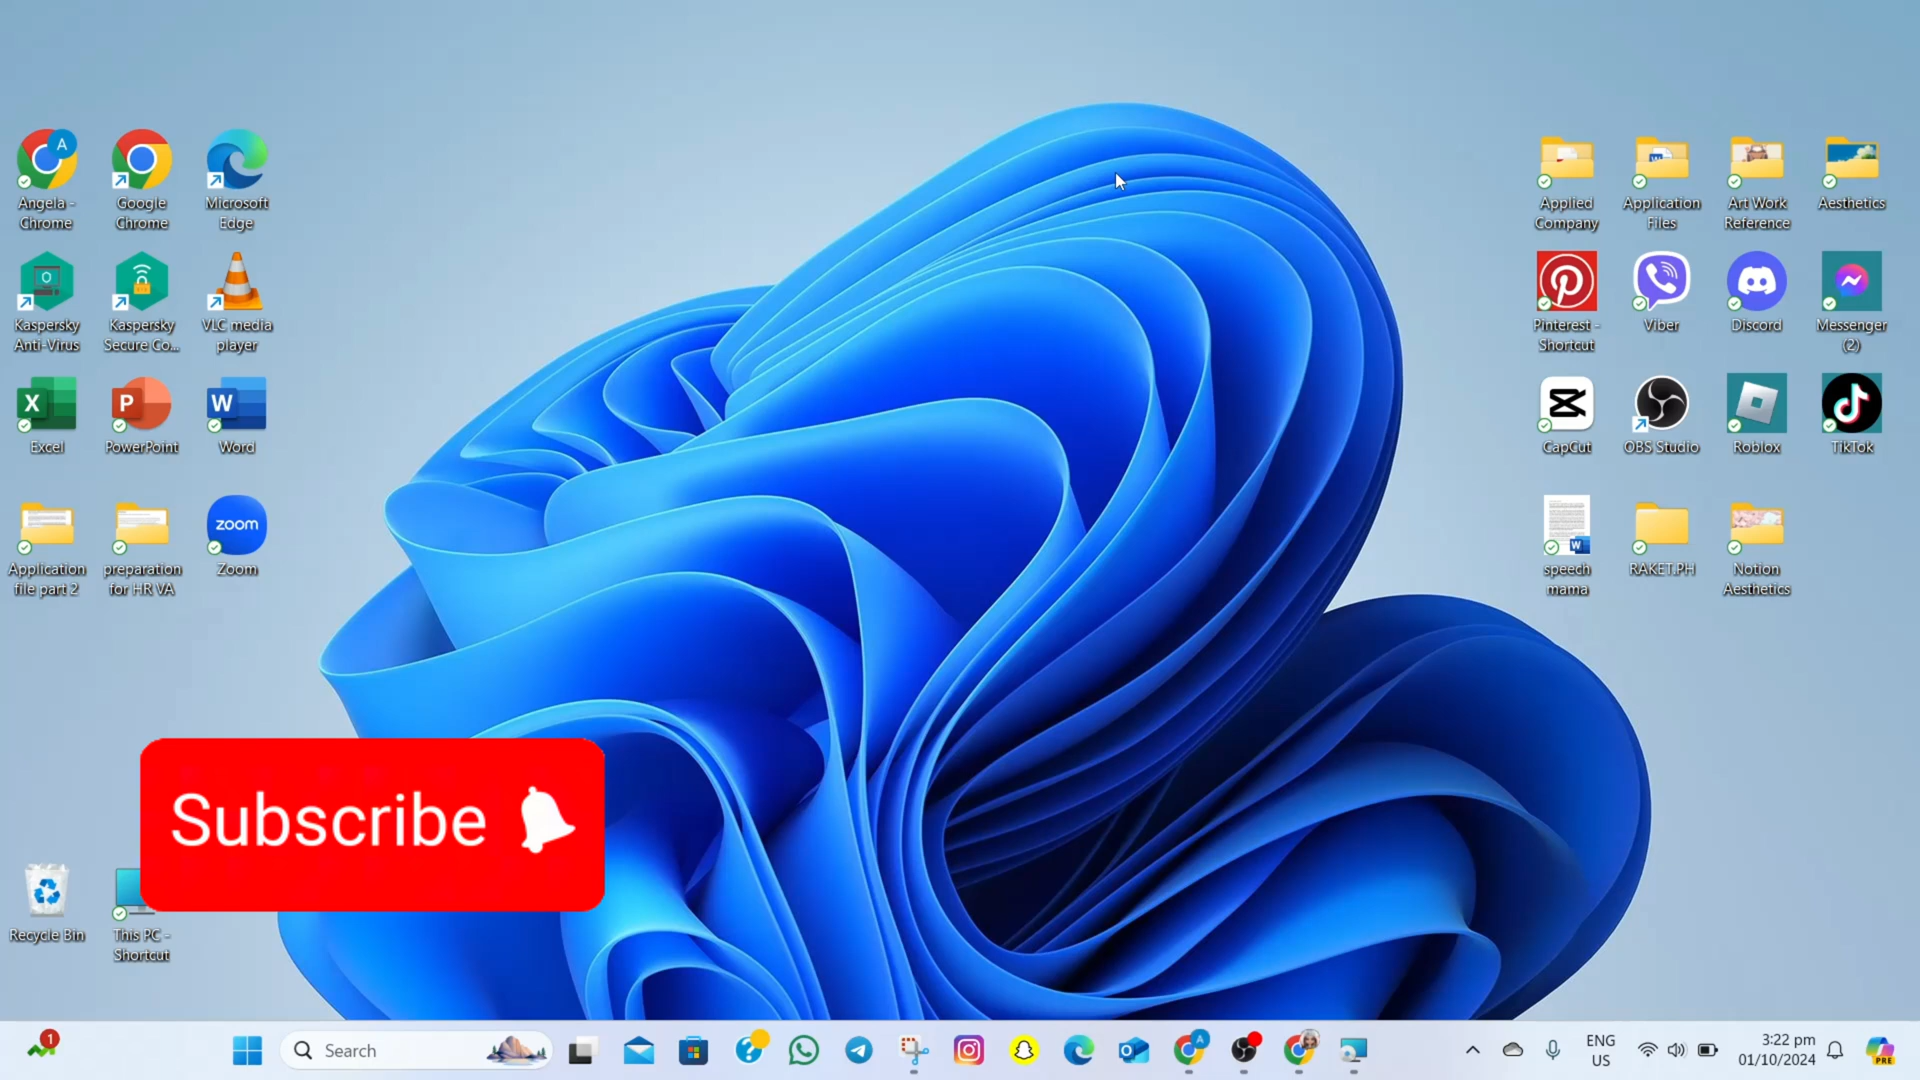 A
Angela -
Chrome
Google
Chrome
Microsoft
Edge
Applied
Company
Application
Files
Art Work
Reference
Aesthetics
Kaspersky
Anti-Virus
Kaspersky
Secure Co...
VLC media
player
Pinterest -
Shortcut
Viber
Discord
Messenger
(2)
X
Excel
P
PowerPoint
W
Word
CapCut
OBS Studio
Roblox
TikTok
Application
file part 2
preparation
for HR VA
zoom
Zoom
W
speech
mama
RAKET.PH
Notion
Aesthetics
Subscribe
Recycle Bin
This PC -
Shortcut
1
Search
A
ENG
US
3:22 pm
01/10/2024
PRE